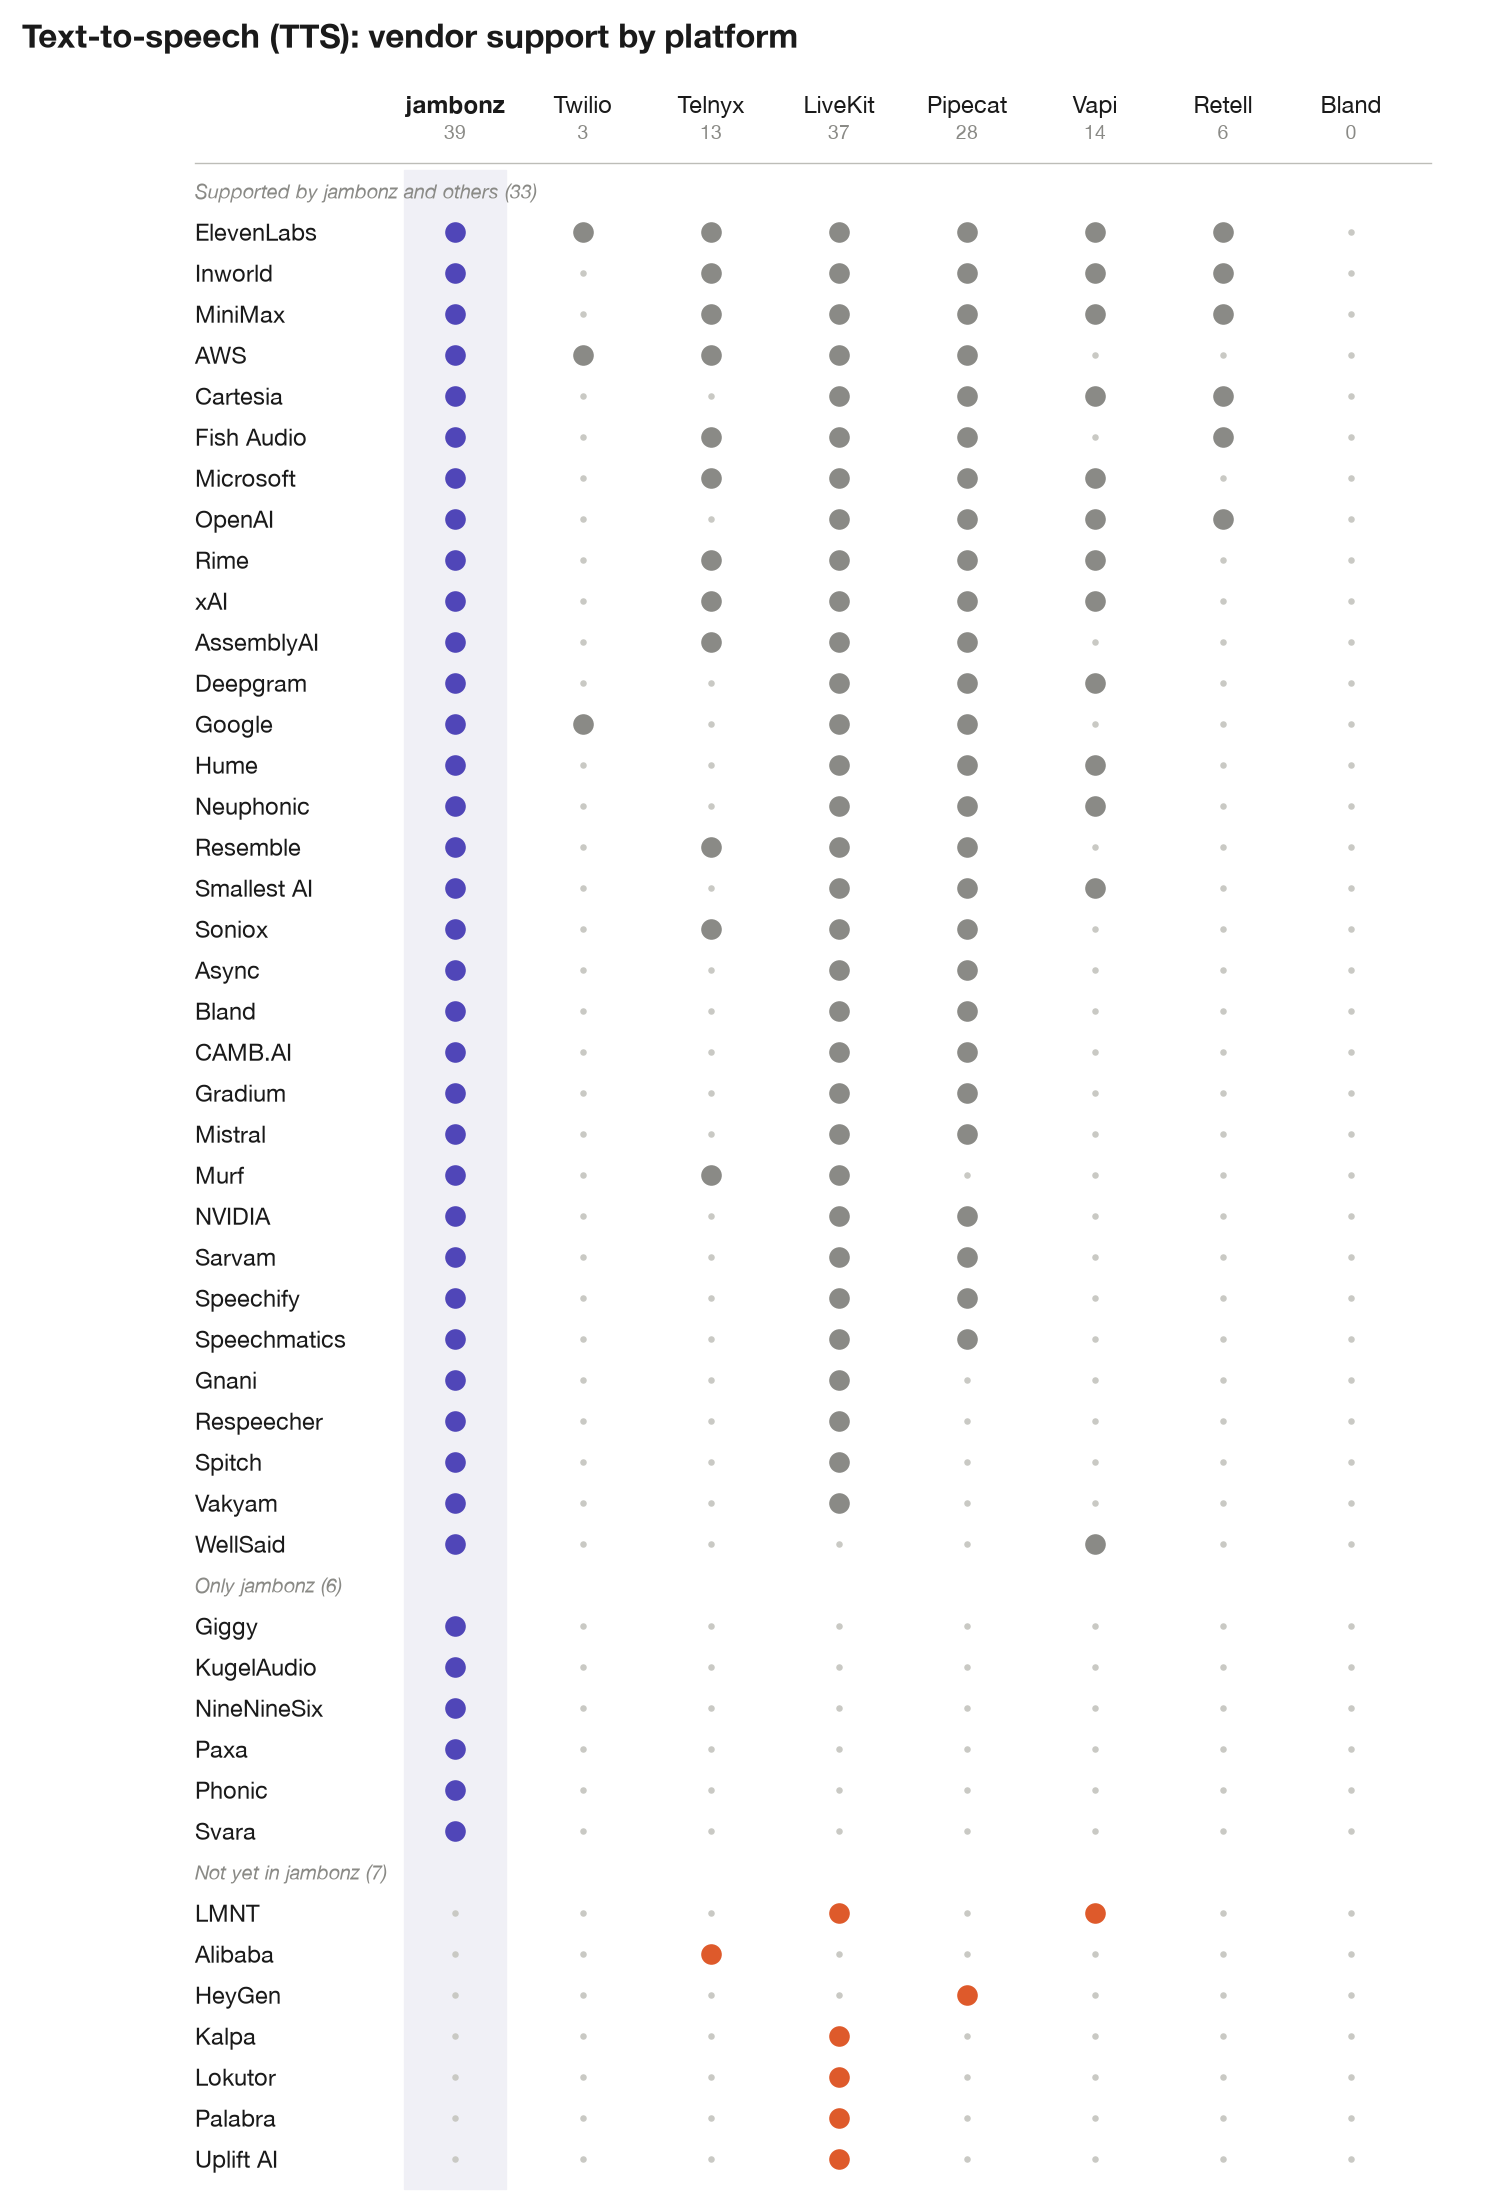 Text-to-speech (TTS): vendor support by platform
jambonz Twilio Telnyx LiveKit Pipecat Vapi Retell Bland
39 3 13 37 28 14 6 0
Supported by jambonz and others (33)
ElevenLabs
Inworld
MiniMax
AWS
Cartesia
Fish Audio
Microsoft
OpenAI
Rime
xAI
AssemblyAI
Deepgram
Google
Hume
Neuphonic
Resemble
Smallest AI
Soniox
Async
Bland
CAMB.AI
Gradium
Mistral
Murf
NVIDIA
Sarvam
Speechify
Speechmatics
Gnani
Respeecher
Spitch
Vakyam
WellSaid
Only jambonz (6)
Giggy
KugelAudio
NineNineSix
Paxa
Phonic
Svara
Not yet in jambonz (7)
LMNT
Alibaba
HeyGen
Kalpa
Lokutor
Palabra
Uplift AI